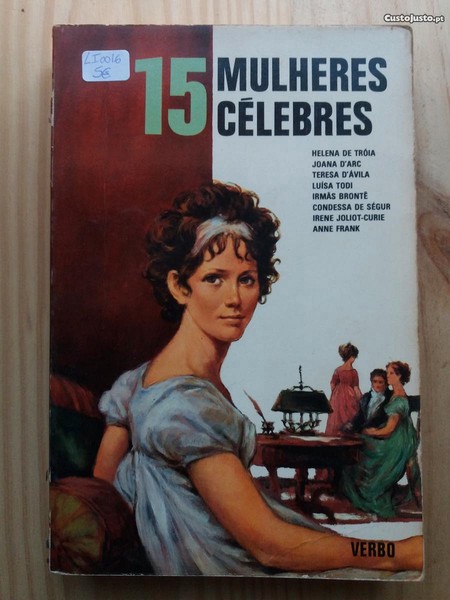 CustoJusto.pt
LI0016
5€
15 MULHERES
CÉLEBRES
HELENA DE TRÓIA
JOANA D'ARC
TERESA D'ÁVILA
LUÍSA TODI
IRMÃS BRONTË
CONDESSA DE SÉGUR
IRENE JOLIOT-CURIE
ANNE FRANK
VERBO